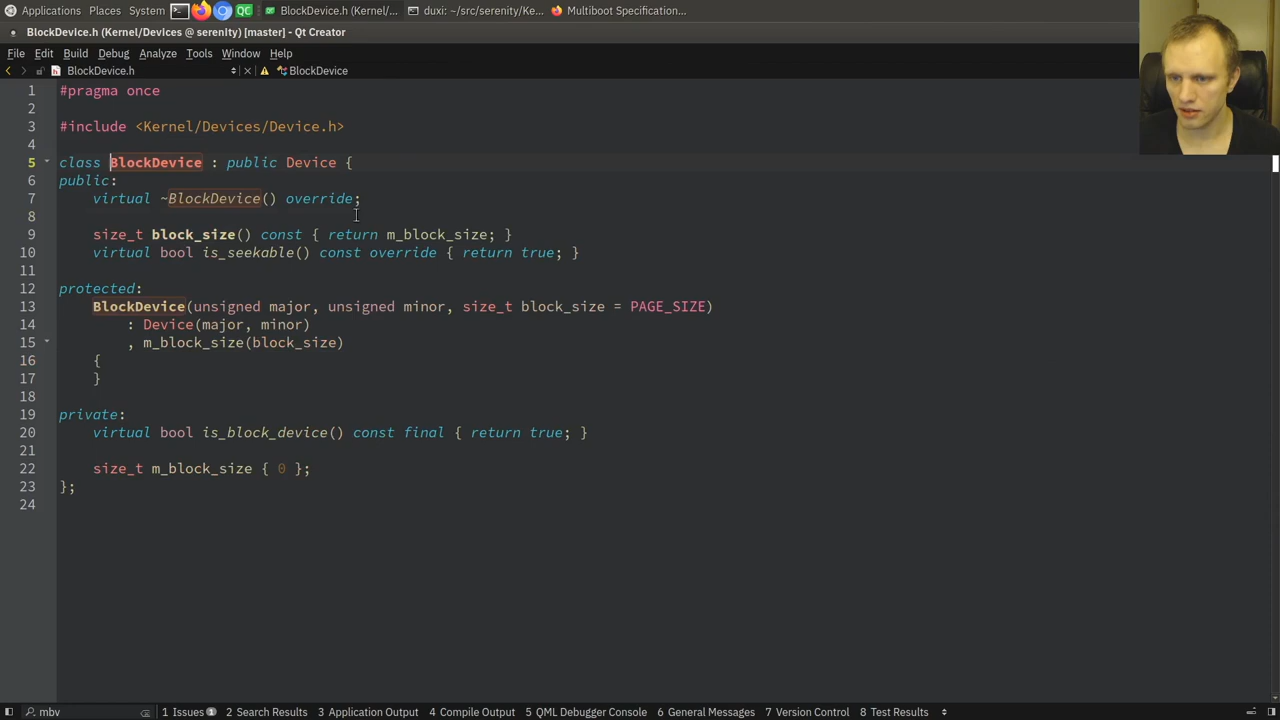 Applications Places System BlockDevice.h (Kernel/... duxi: ~/src/serenity/Ke... Multiboot Specification...
BlockDevice.h (Kernel/Devices @ serenity) [master] - Qt Creator
File Edit Build Debug Analyze Tools Window Help
BlockDevice.h BlockDevice
1 #pragma once
2
3 #include <Kernel/Devices/Device.h>
4
5 class BlockDevice : public Device {
6 public:
7     virtual ~BlockDevice() override;
8
9     size_t block_size() const { return m_block_size; }
10     virtual bool is_seekable() const override { return true; }
11
12 protected:
13     BlockDevice(unsigned major, unsigned minor, size_t block_size = PAGE_SIZE)
14         : Device(major, minor)
15         , m_block_size(block_size)
16     {
17     }
18
19 private:
20     virtual bool is_block_device() const final { return true; }
21
22     size_t m_block_size { 0 };
23 };
24
mbv 1 Issues 1 2 Search Results 3 Application Output 4 Compile Output 5 QML Debugger Console 6 General Messages 7 Version Control 8 Test Results